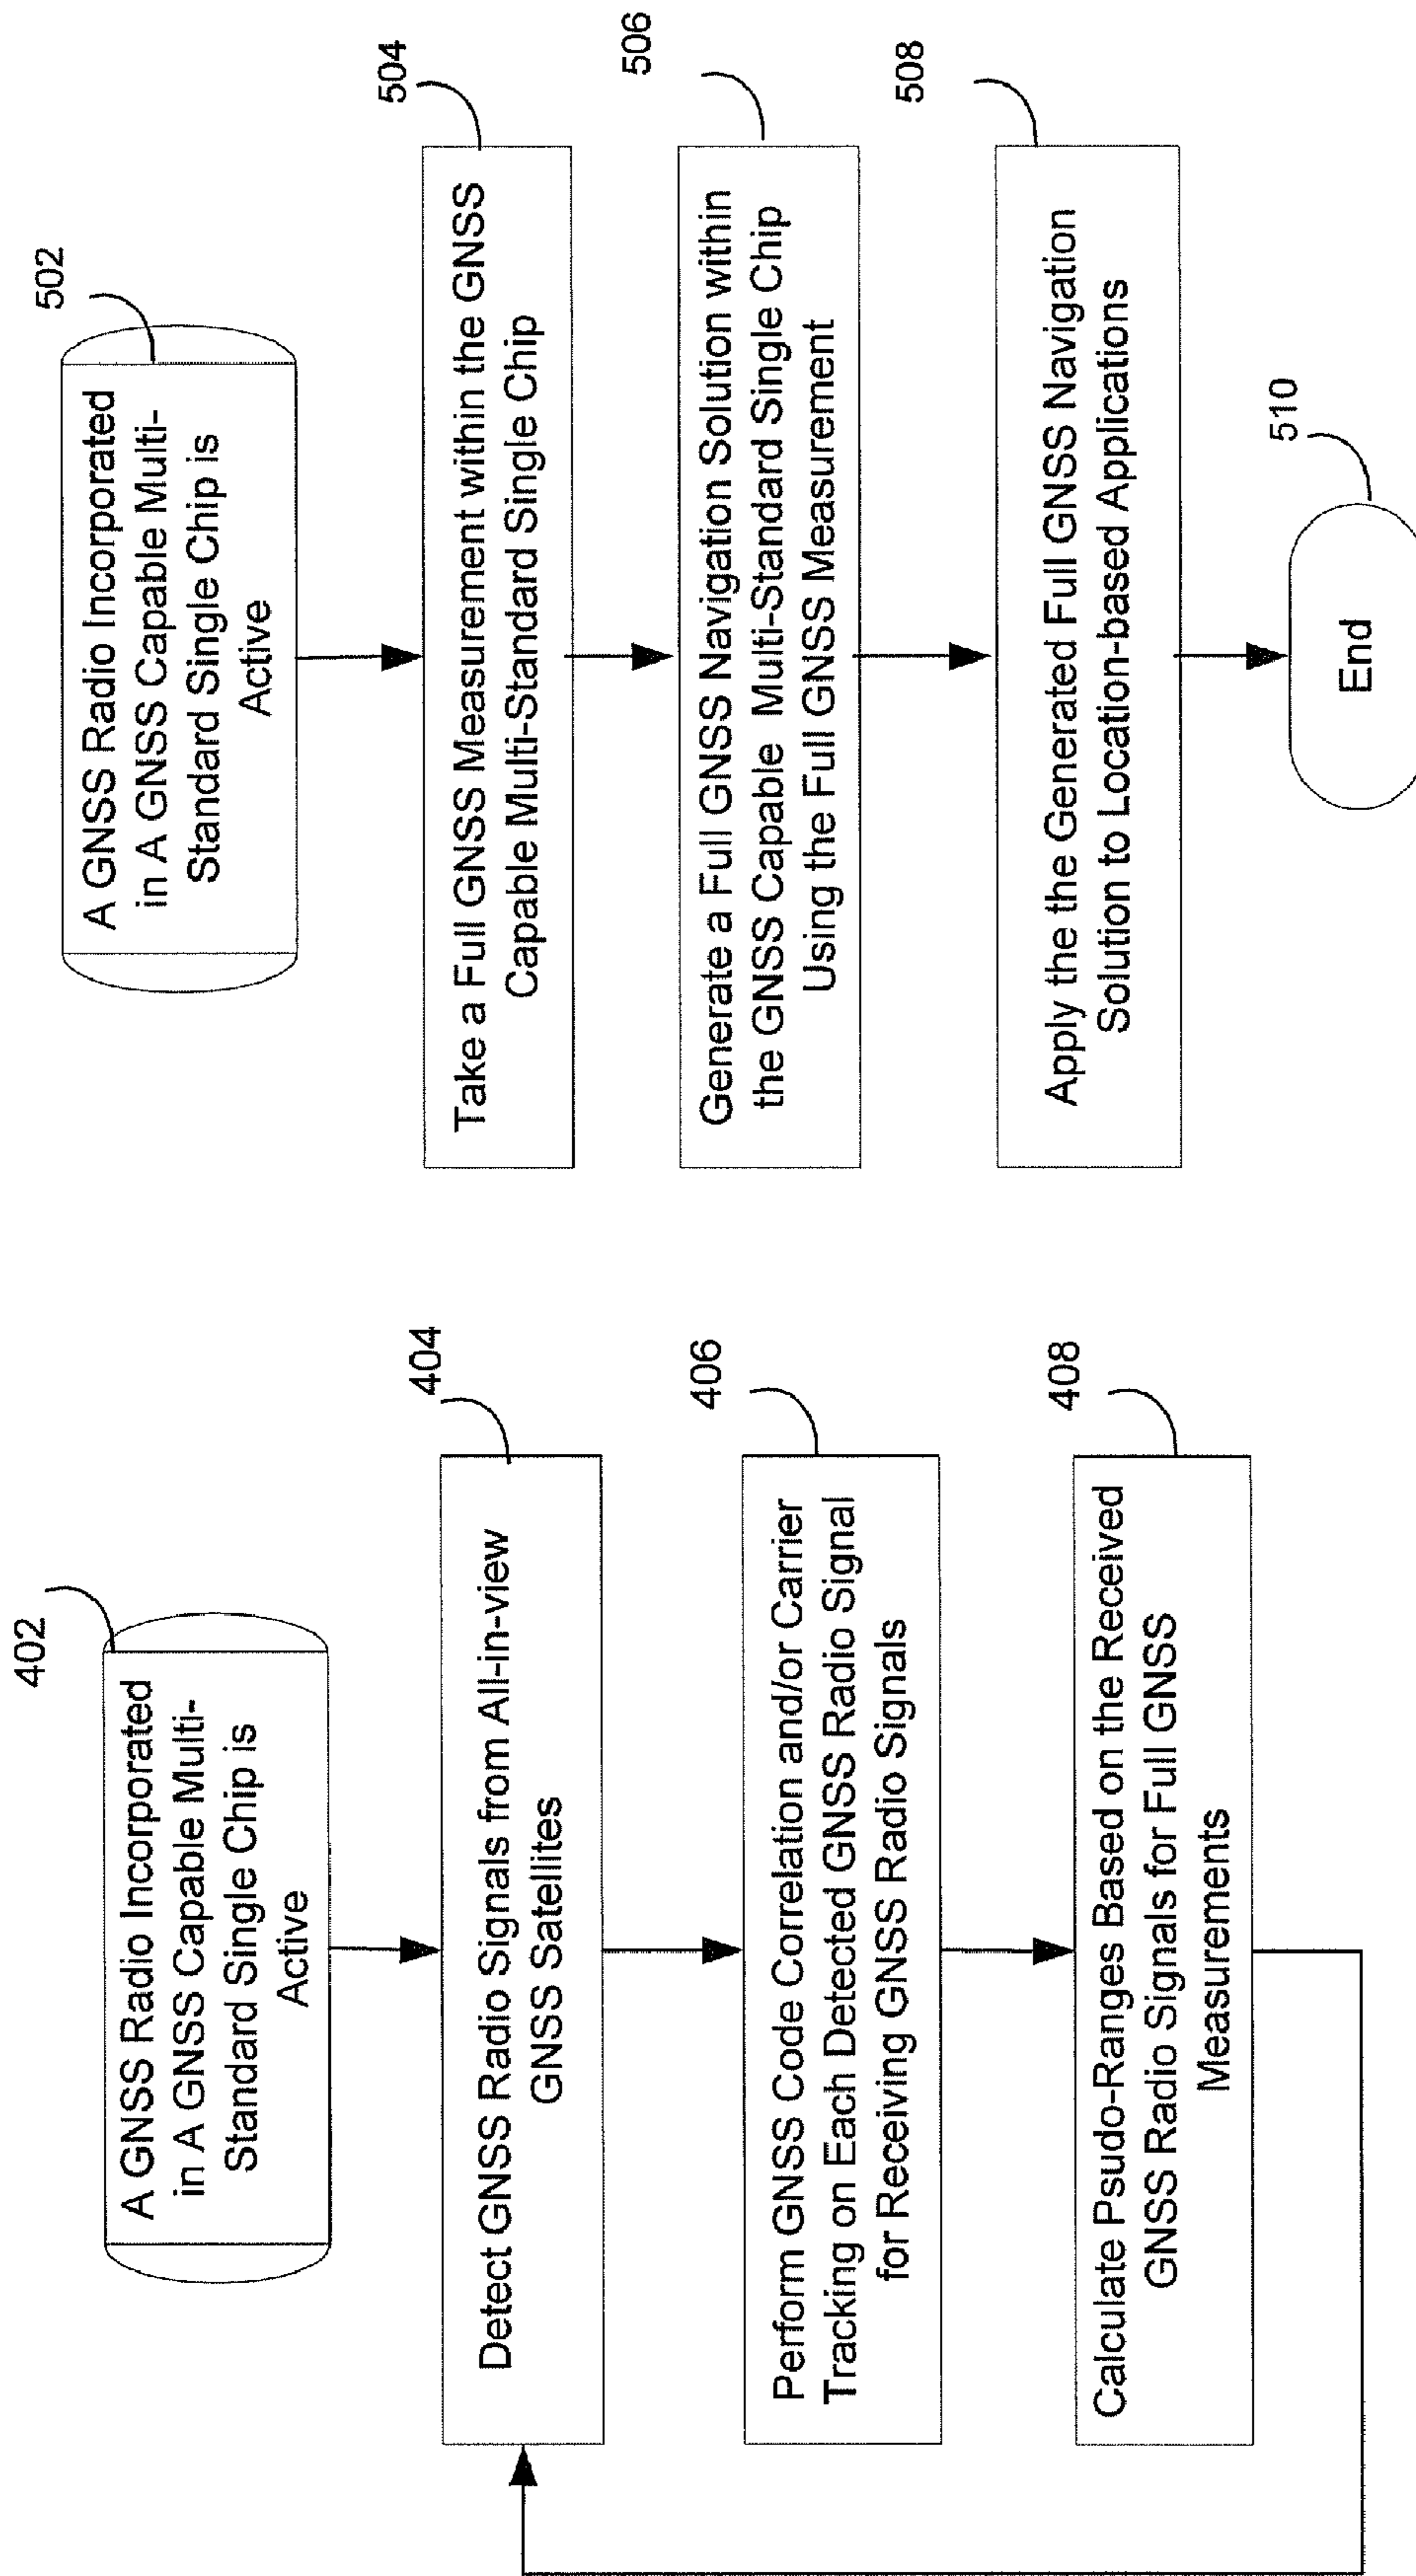 402
A GNSS Radio Incorporated
in A GNSS Capable Multi-
Standard Single Chip is
Active
404
Detect GNSS Radio Signals from All-in-view
GNSS Satellites
406
Perform GNSS Code Correlation and/or Carrier
Tracking on Each Detected GNSS Radio Signal
for Receiving GNSS Radio Signals
408
Calculate Psudo-Ranges Based on the Received
GNSS Radio Signals for Full GNSS
Measurements
502
A GNSS Radio Incorporated
in A GNSS Capable Multi-
Standard Single Chip is
Active
504
Take a Full GNSS Measurement within the GNSS
Capable Multi-Standard Single Chip
506
Generate a Full GNSS Navigation Solution within
the GNSS Capable Multi-Standard Single Chip
Using the Full GNSS Measurement
508
Apply the the Generated Full GNSS Navigation
Solution to Location-based Applications
510
End